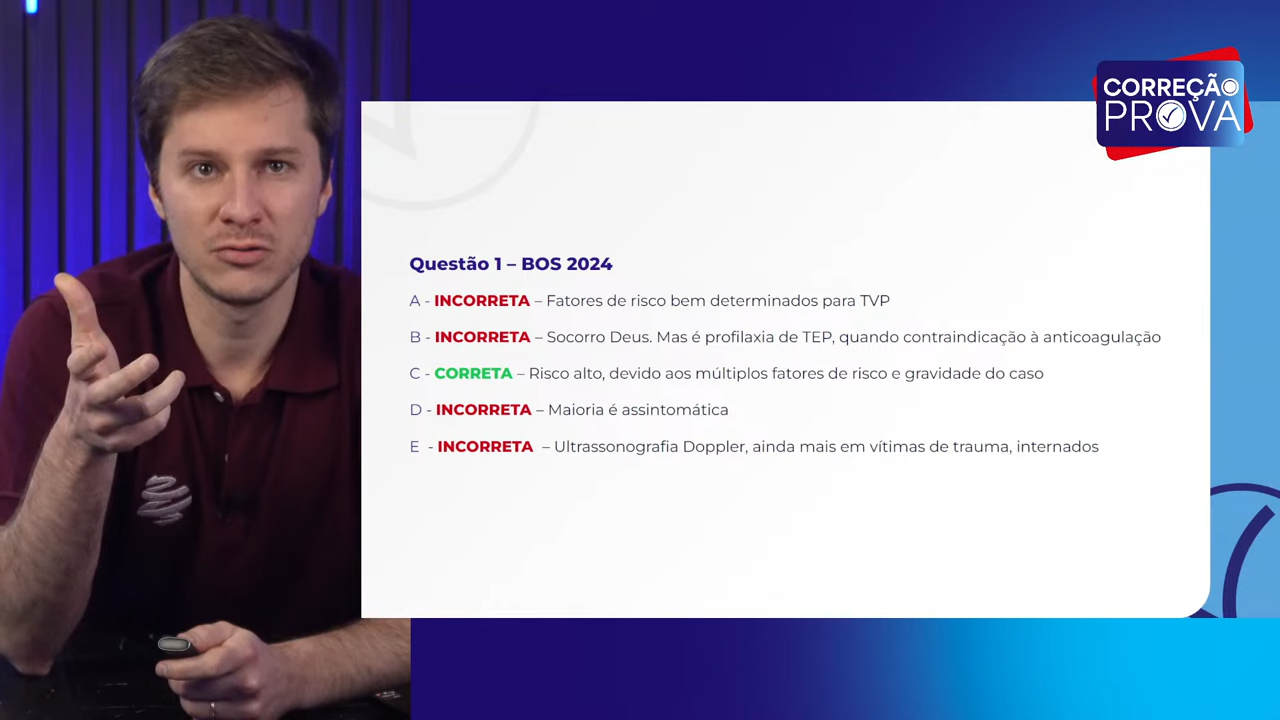 CORREÇÃO
PROVA
Questão 1 – BOS 2024
A - INCORRETA – Fatores de risco bem determinados para TVP
B - INCORRETA – Socorro Deus. Mas é profilaxia de TEP, quando contraindicação à anticoagulação
C - CORRETA – Risco alto, devido aos múltiplos fatores de risco e gravidade do caso
D - INCORRETA – Maioria é assintomática
E - INCORRETA – Ultrassonografia Doppler, ainda mais em vítimas de trauma, internados